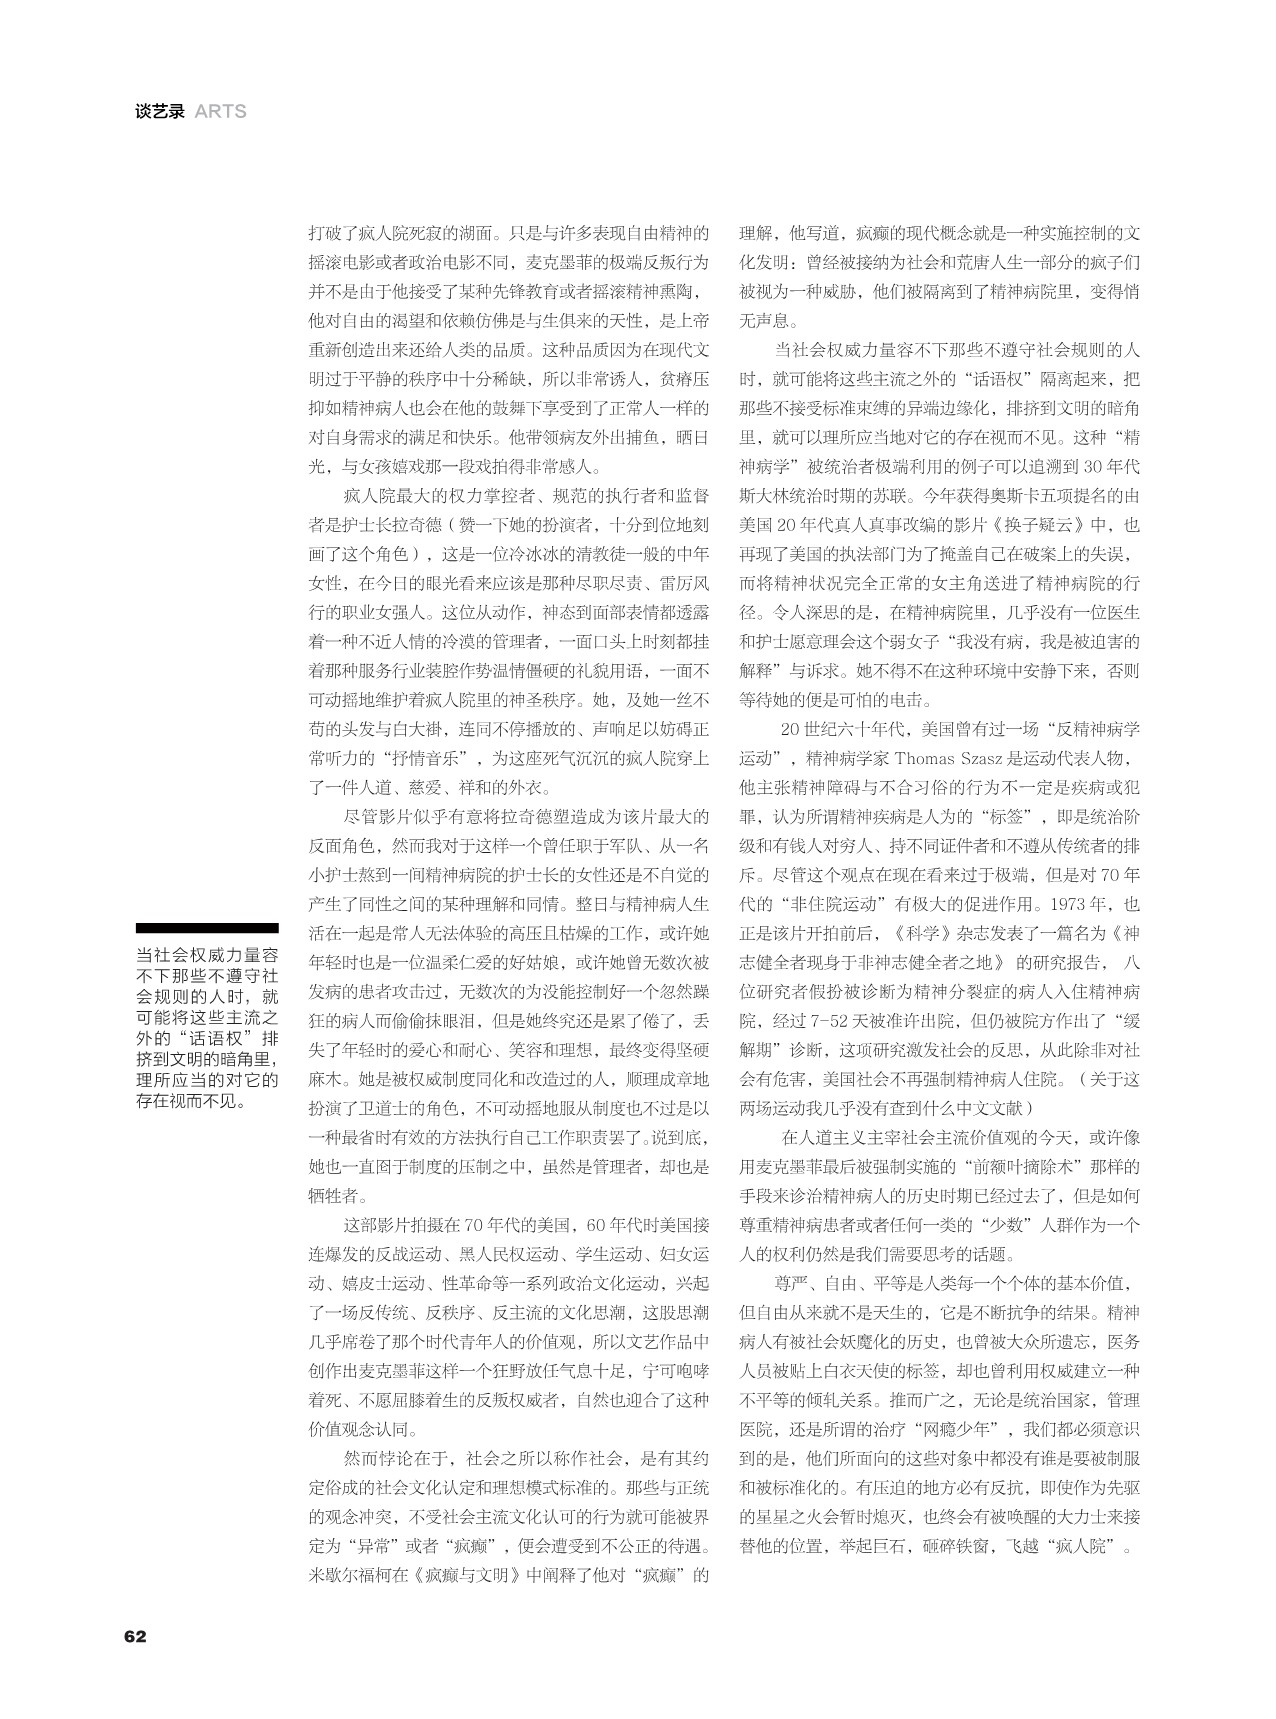 谈艺录 ARTS
打破了疯人院死寂的湖面。只是与许多表现自由精神的
摇滚电影或者政治电影不同，麦克墨菲的极端反叛行为
并不是由于他接受了某种先锋教育或者摇滚精神熏陶，
他对自由的渴望和依赖仿佛是与生俱来的天性，是上帝
重新创造出来还给人类的品质。这种品质因为在现代文
明过于平静的秩序中十分稀缺，所以非常诱人，贫瘠压
抑如精神病人也会在他的鼓舞下享受到了正常人一样的
对自身需求的满足和快乐。他带领病友外出捕鱼，晒日
光，与女孩嬉戏那一段戏拍得非常感人。
疯人院最大的权力掌控者、规范的执行者和监督
者是护士长拉奇德（赞一下她的扮演者，十分到位地刻
画了这个角色），这是一位冷冰冰的清教徒一般的中年
女性，在今日的眼光看来应该是那种尽职尽责、雷厉风
行的职业女强人。这位从动作，神态到面部表情都透露
着一种不近人情的冷漠的管理者，一面口头上时刻都挂
着那种服务行业装腔作势温情僵硬的礼貌用语，一面不
可动摇地维护着疯人院里的神圣秩序。她，及她一丝不
苟的头发与白大褂，连同不停播放的、声响足以妨碍正
常听力的“抒情音乐”，为这座死气沉沉的疯人院穿上
了一件人道、慈爱、祥和的外衣。
尽管影片似乎有意将拉奇德塑造成为该片最大的
反面角色，然而我对于这样一个曾任职于军队、从一名
小护士熬到一间精神病院的护士长的女性还是不自觉的
产生了同性之间的某种理解和同情。整日与精神病人生
活在一起是常人无法体验的高压且枯燥的工作，或许她
年轻时也是一位温柔仁爱的好姑娘，或许她曾无数次被
发病的患者攻击过，无数次的为没能控制好一个忽然躁
狂的病人而偷偷抹眼泪，但是她终究还是累了倦了，丢
失了年轻时的爱心和耐心、笑容和理想，最终变得坚硬
麻木。她是被权威制度同化和改造过的人，顺理成章地
扮演了卫道士的角色，不可动摇地服从制度也不过是以
一种最省时有效的方法执行自己工作职责罢了。说到底，
她也一直囹于制度的压制之中，虽然是管理者，却也是
牺牲者。
这部影片拍摄在 70 年代的美国，60 年代时美国接
连爆发的反战运动、黑人民权运动、学生运动、妇女运
动、嬉皮士运动、性革命等一系列政治文化运动，兴起
了一场反传统、反秩序、反主流的文化思潮，这股思潮
几乎席卷了那个时代青年人的价值观，所以文艺作品中
创作出麦克墨菲这样一个狂野放任气息十足，宁可咆哮
着死、不愿屈膝着生的反叛权威者，自然也迎合了这种
价值观念认同。
然而悖论在于，社会之所以称作社会，是有其约
定俗成的社会文化认定和理想模式标准的。那些与正统
的观念冲突，不受社会主流文化认可的行为就可能被界
定为“异常”或者“疯癫”，便会遭受到不公正的待遇。
米歇尔福柯在《疯癫与文明》中阐释了他对“疯癫”的
理解，他写道，疯癫的现代概念就是一种实施控制的文
化发明：曾经被接纳为社会和荒唐人生一部分的疯子们
被视为一种威胁，他们被隔离到了精神病院里，变得悄
无声息。
当社会权威力量容不下那些不遵守社会规则的人
时，就可能将这些主流之外的“话语权”隔离起来，把
那些不接受标准束缚的异端边缘化，排挤到文明的暗角
里，就可以理所应当地对它的存在视而不见。这种“精
神病学”被统治者极端利用的例子可以追溯到 30 年代
斯大林统治时期的苏联。今年获得奥斯卡五项提名的由
美国 20 年代真人真事改编的影片《换子疑云》中，也
再现了美国的执法部门为了掩盖自己在破案上的失误，
而将精神状况完全正常的女主角送进了精神病院的行
径。令人深思的是，在精神病院里，几乎没有一位医生
和护士愿意理会这个弱女子“我没有病，我是被迫害的
解释”与诉求。她不得不在这种环境中安静下来，否则
等待她的便是可怕的电击。
20 世纪六十年代，美国曾有过一场“反精神病学
运动”，精神病学家 Thomas Szasz 是运动代表人物，
他主张精神障碍与不合习俗的行为不一定是疾病或犯
罪，认为所谓精神疾病是人为的“标签”，即是统治阶
级和有钱人对穷人、持不同证件者和不遵从传统者的排
斥。尽管这个观点在现在看来过于极端，但是对 70 年
代的“非住院运动”有极大的促进作用。1973 年，也
正是该片开拍前后，《科学》杂志发表了一篇名为《神
志健全者现身于非神志健全者之地》 的研究报告， 八
位研究者假扮被诊断为精神分裂症的病人入住精神病
院，经过 7-52 天被准许出院，但仍被院方作出了“缓
解期”诊断，这项研究激发社会的反思，从此除非对社
会有危害，美国社会不再强制精神病人住院。（关于这
两场运动我几乎没有查到什么中文文献）
在人道主义主宰社会主流价值观的今天，或许像
用麦克墨菲最后被强制实施的“前额叶摘除术”那样的
手段来诊治精神病人的历史时期已经过去了，但是如何
尊重精神病患者或者任何一类的“少数”人群作为一个
人的权利仍然是我们需要思考的话题。
尊严、自由、平等是人类每一个个体的基本价值，
但自由从来就不是天生的，它是不断抗争的结果。精神
病人有被社会妖魔化的历史，也曾被大众所遗忘，医务
人员被贴上白衣天使的标签，却也曾利用权威建立一种
不平等的倾轧关系。推而广之，无论是统治国家，管理
医院，还是所谓的治疗“网瘾少年”，我们都必须意识
到的是，他们所面向的这些对象中都没有谁是要被制服
和被标准化的。有压迫的地方必有反抗，即使作为先驱
的星星之火会暂时熄灭，也终会有被唤醒的大力士来接
替他的位置，举起巨石，砸碎铁窗，飞越“疯人院”。
当社会权威力量容
不下那些不遵守社
会规则的人时，就
可能将这些主流之
外的“话语权”排
挤到文明的暗角里，
理所应当的对它的
存在视而不见。
62